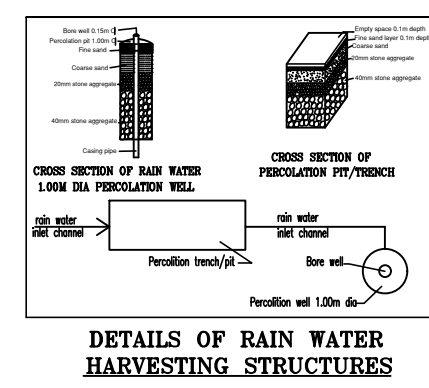 Bore well 0.15m
Percolation pit 1.00m
Fine sand
Coarse sand
20mm stone aggregate
40mm stone aggregate
Casing pipe
CROSS SECTION OF RAIN WATER
1.00M DIA PERCOLATION WELL
Empty space 0.1m depth
Fine sand layer 0.1m dept
Coarse sand
20mm stone aggregate
40mm stone aggregate
CROSS SECTION OF
PERCOLATION PIT/TRENCH
rain water
inlet channel
Percolition trench/pit
rain water
inlet channel
Bore well
Percolition well 1.00m dia
DETAILS OF RAIN WATER
HARVESTING STRUCTURES